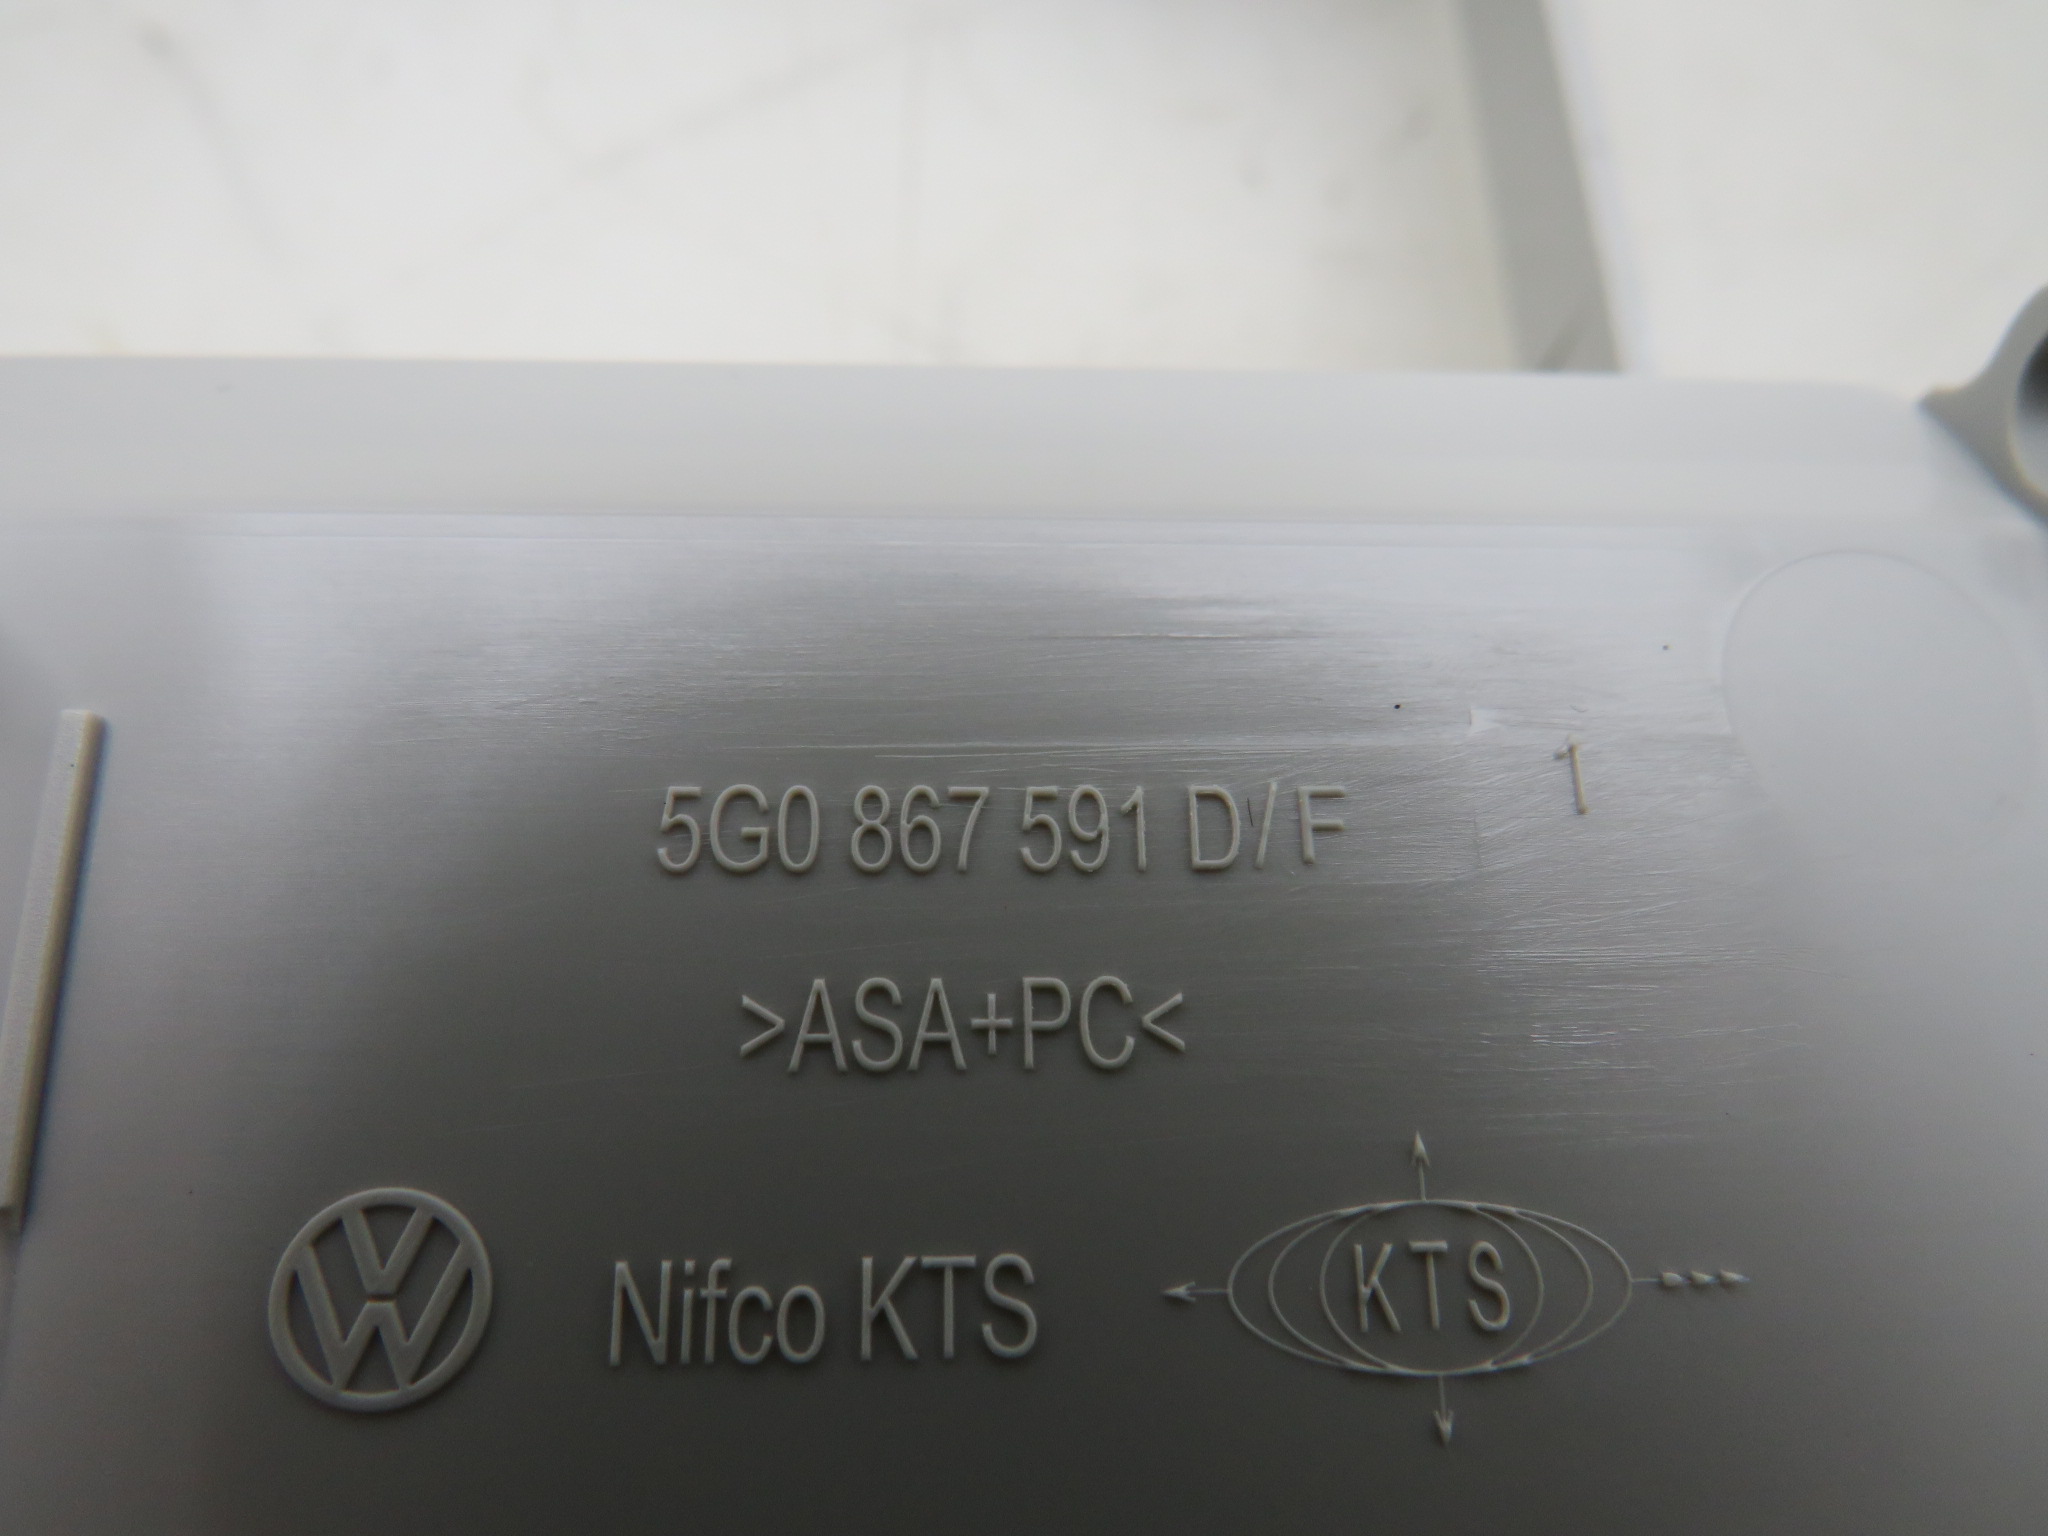 1
5G0 867 591 D/F
>ASA+PC<
Nifco KTS
KTS